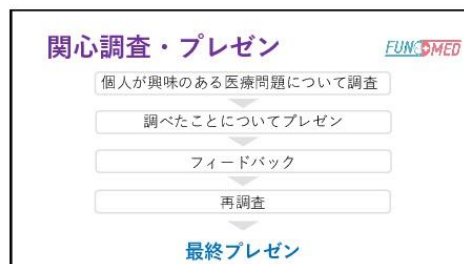 関心調査・プレゼン
FUN MED
個人が興味のある医療問題について調査
調べたことについてプレゼン
フィードバック
再調査
最終プレゼン